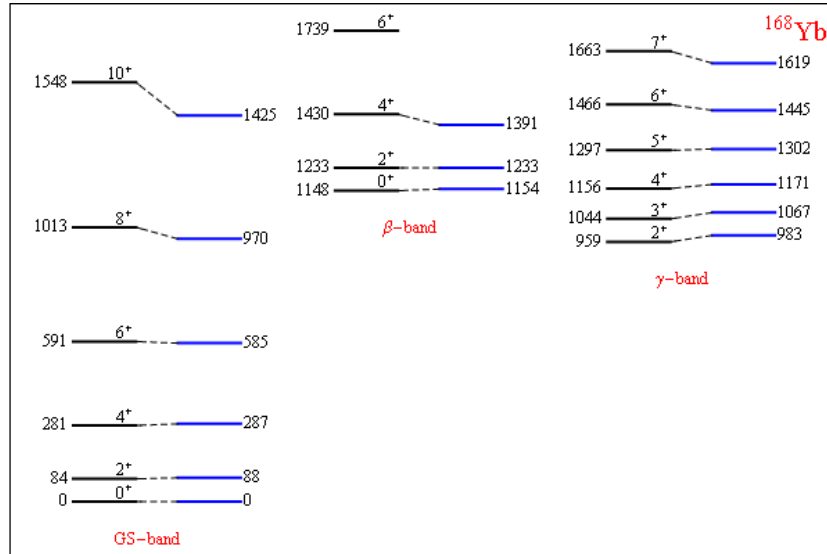 ¹⁶⁸Yb
1739 6⁺
1663 7⁺ 1619
1548 10⁺ 1425
1430 4⁺ 1391
1466 6⁺ 1445
1297 5⁺ 1302
1233 2⁺ 1233
1156 4⁺ 1171
1148 0⁺ 1154
1044 3⁺ 1067
959 2⁺ 983
1013 8⁺ 970
β-band
γ-band
591 6⁺ 585
281 4⁺ 287
84 2⁺ 88
0 0⁺ 0
GS-band